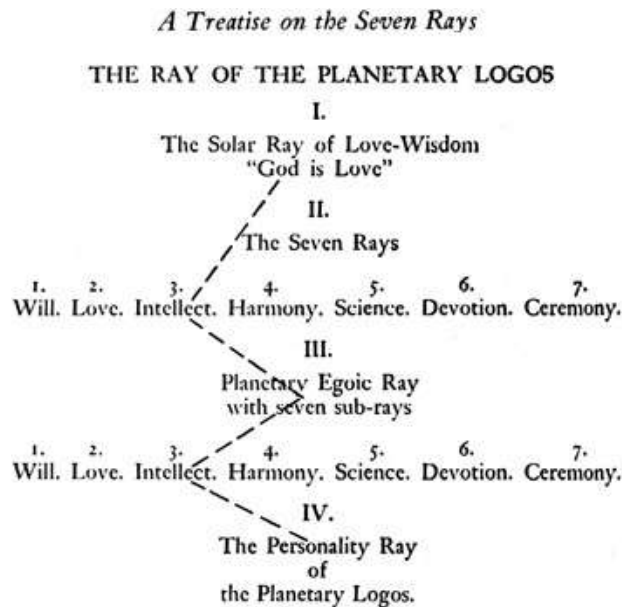 A Treatise on the Seven Rays
THE RAY OF THE PLANETARY LOGOS
I.
The Solar Ray of Love-Wisdom
“God is Love”
II.
The Seven Rays
1. 2. 3. 4. 5. 6. 7.
Will. Love. Intellect. Harmony. Science. Devotion. Ceremony.
III.
Planetary Egoic Ray
with seven sub-rays
1. 2. 3. 4. 5. 6. 7.
Will. Love. Intellect. Harmony. Science. Devotion. Ceremony.
IV.
The Personality Ray
of
the Planetary Logos.